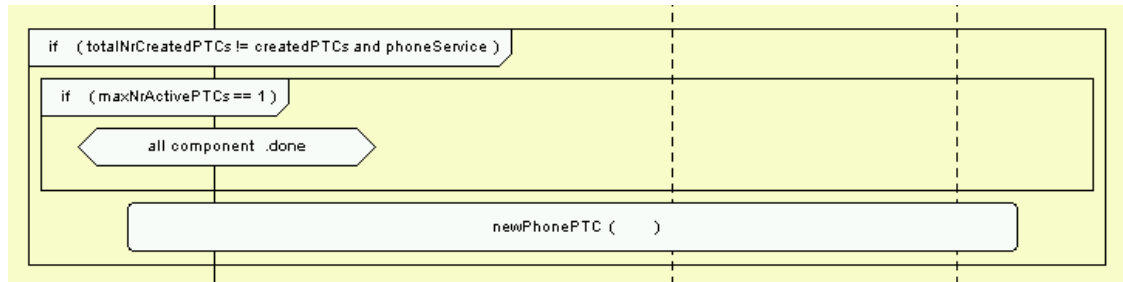 if (totalNrCreatedPTCs != createdPTCs and phoneService )
if (maxNrActivePTCs == 1 )
all component .done
newPhonePTC ( )